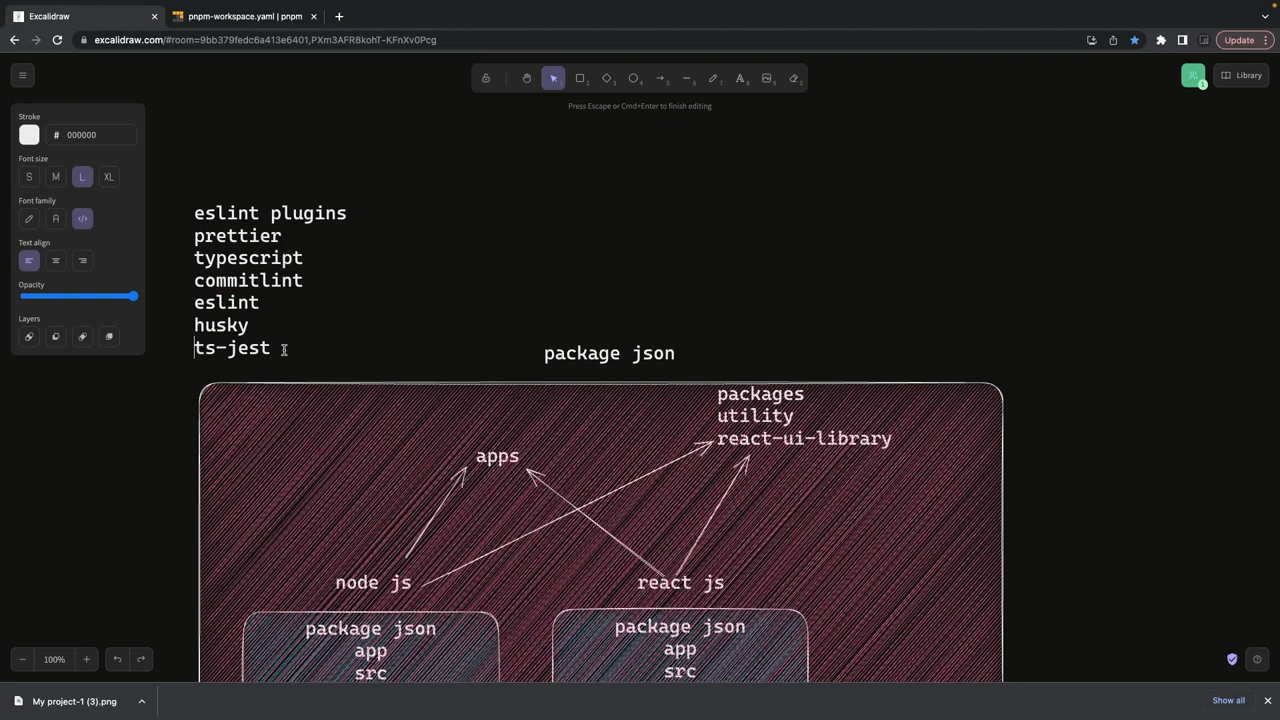 Excalidraw
pnpm-workspace.yaml | pnpm
excalidraw.com/#room=9bb379fedc6a413e6401,PXm3AFR8kohT-KFnXv0Pcg
Update
Library
Press Escape or Cmd+Enter to finish editing
Stroke
# 000000
Font size
S M L XL
Font family
A
Text align
Opacity
Layers
eslint plugins
prettier
typescript
commitlint
eslint
husky
ts-jest
package json
packages
utility
react-ui-library
apps
node js
react js
package json
app
src
package json
app
src
100%
My project-1 (3).png
Show all